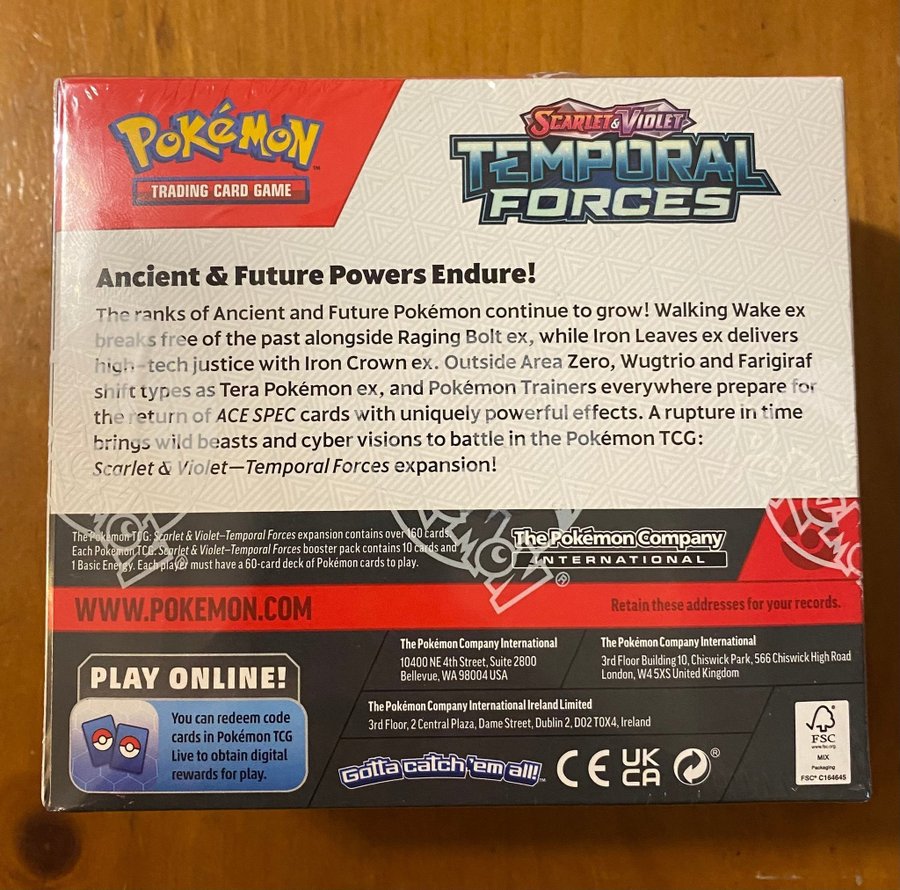 POKéMON™
TRADING CARD GAME
SCARLET & VIOLET
TEMPORAL
FORCES
Ancient & Future Powers Endure!
The ranks of Ancient and Future Pokémon continue to grow! Walking Wake ex
breaks free of the past alongside Raging Bolt ex, while Iron Leaves ex delivers
high-tech justice with Iron Crown ex. Outside Area Zero, Wugtrio and Farigiraf
shift types as Tera Pokémon ex, and Pokémon Trainers everywhere prepare for
the return of ACE SPEC cards with uniquely powerful effects. A rupture in time
brings wild beasts and cyber visions to battle in the Pokémon TCG:
Scarlet & Violet—Temporal Forces expansion!
The Pokémon TCG: Scarlet & Violet–Temporal Forces expansion contains over 160 cards.
Each Pokémon TCG: Scarlet & Violet–Temporal Forces booster pack contains 10 cards and
1 Basic Energy. Each player must have a 60-card deck of Pokémon cards to play.
The Pokémon Company
INTERNATIONAL
®
WWW.POKEMON.COM
Retain these addresses for your records.
The Pokémon Company International
10400 NE 4th Street, Suite 2800
Bellevue, WA 98004 USA
The Pokémon Company International
3rd Floor Building 10, Chiswick Park, 566 Chiswick High Road
London, W4 5XS United Kingdom
The Pokémon Company International Ireland Limited
3rd Floor, 2 Central Plaza, Dame Street, Dublin 2, D02 T0X4, Ireland
PLAY ONLINE!
You can redeem code
cards in Pokémon TCG
Live to obtain digital
rewards for play.
Gotta catch 'em all!™
CE UK CA ®
FSC
www.fsc.org
MIX
Packaging
FSC® C164645